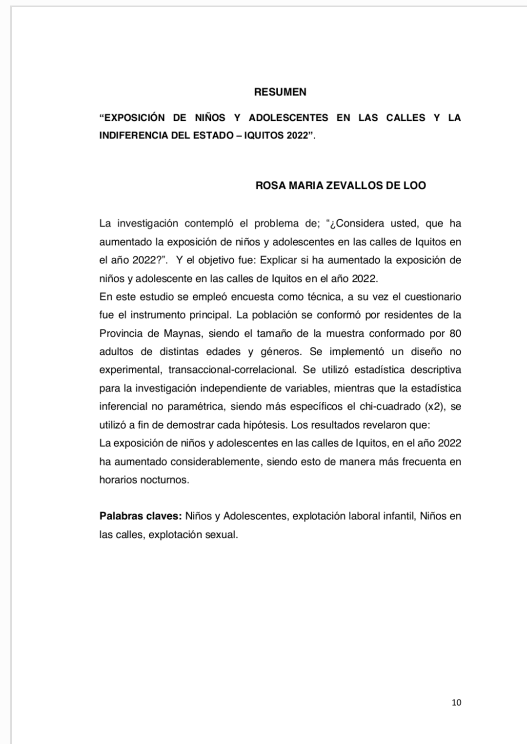 RESUMEN
“EXPOSICIÓN DE NIÑOS Y ADOLESCENTES EN LAS CALLES Y LA
INDIFERENCIA DEL ESTADO – IQUITOS 2022”.
ROSA MARIA ZEVALLOS DE LOO
La investigación contempló el problema de; “¿Considera usted, que ha
aumentado la exposición de niños y adolescentes en las calles de Iquitos en
el año 2022?”. Y el objetivo fue: Explicar si ha aumentado la exposición de
niños y adolescente en las calles de Iquitos en el año 2022.
En este estudio se empleó encuesta como técnica, a su vez el cuestionario
fue el instrumento principal. La población se conformó por residentes de la
Provincia de Maynas, siendo el tamaño de la muestra conformado por 80
adultos de distintas edades y géneros. Se implementó un diseño no
experimental, transaccional-correlacional. Se utilizó estadística descriptiva
para la investigación independiente de variables, mientras que la estadística
inferencial no paramétrica, siendo más específicos el chi-cuadrado (x2), se
utilizó a fin de demostrar cada hipótesis. Los resultados revelaron que:
La exposición de niños y adolescentes en las calles de Iquitos, en el año 2022
ha aumentado considerablemente, siendo esto de manera más frecuenta en
horarios nocturnos.
Palabras claves: Niños y Adolescentes, explotación laboral infantil, Niños en
las calles, explotación sexual.
10